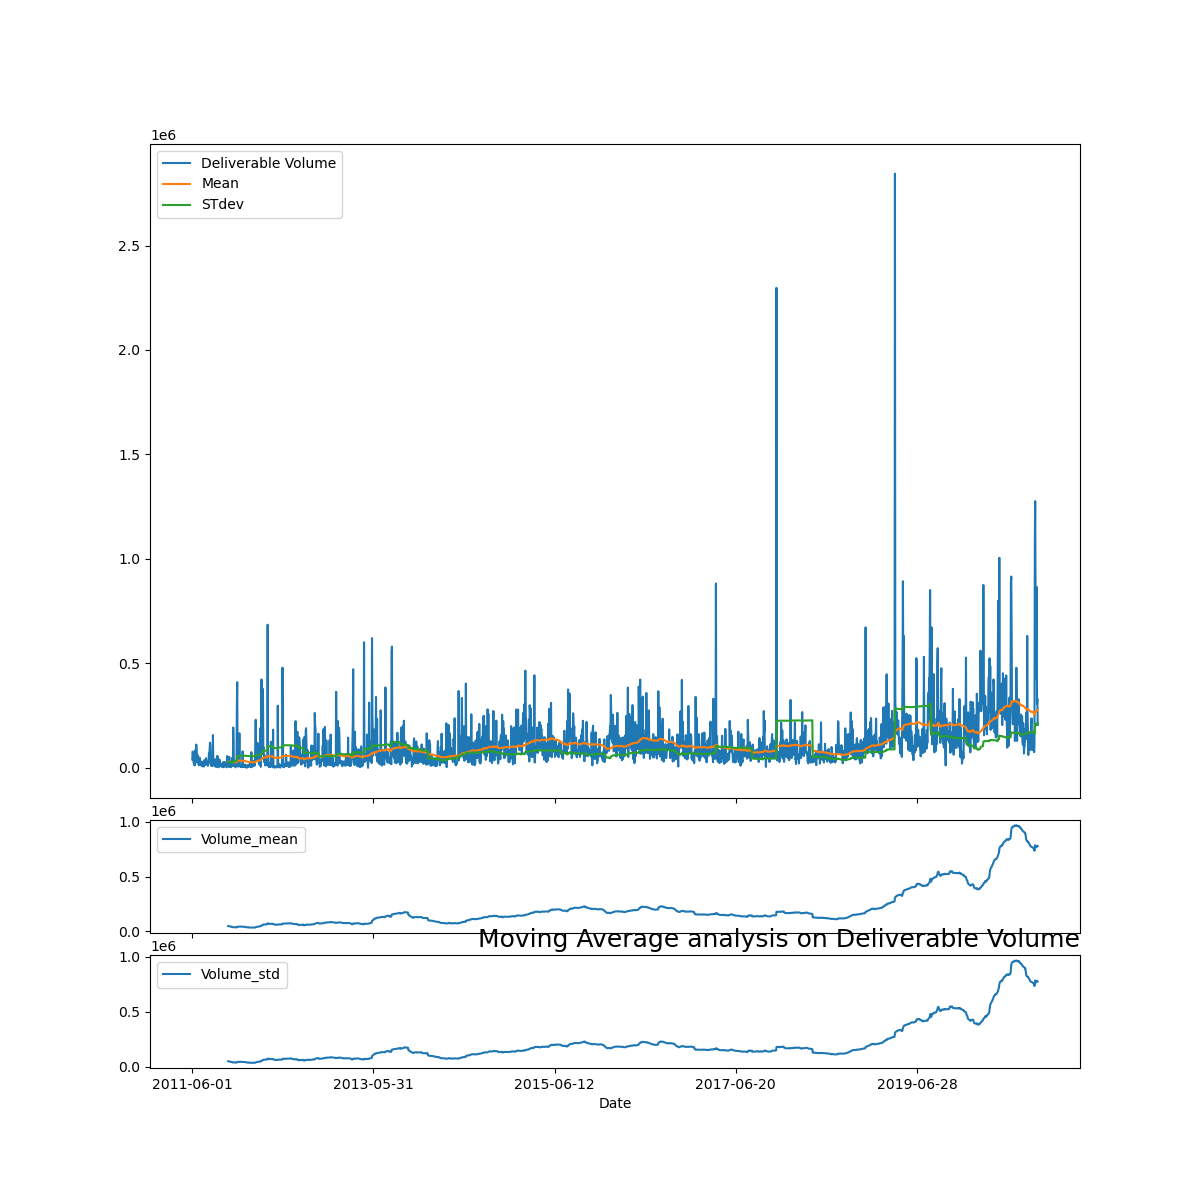 1e6
Deliverable Volume
Mean
STdev
2.5
2.0
1.5
1.0
0.5
0.0
1e6
1.0
Volume_mean
0.5
0.0
Moving Average analysis on Deliverable Volume
1e6
1.0
Volume_std
0.5
0.0
2011-06-01 2013-05-31 2015-06-12 2017-06-20 2019-06-28
Date